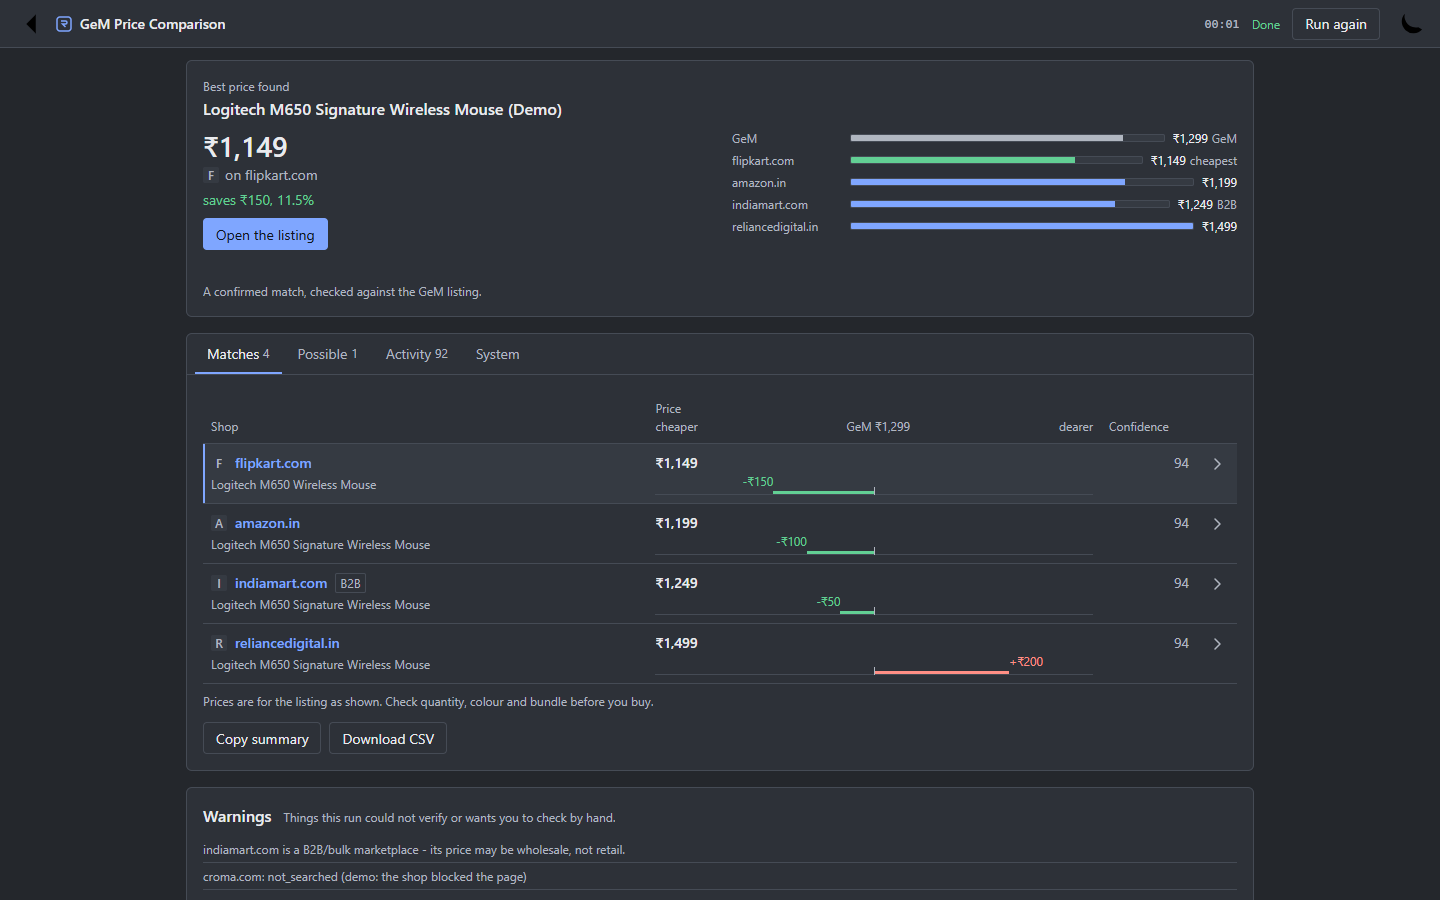 GeM Price Comparison
00:01 Done Run again
Best price found
Logitech M650 Signature Wireless Mouse (Demo)
₹1,149
F on flipkart.com
saves ₹150, 11.5%
Open the listing
A confirmed match, checked against the GeM listing.
GeM ₹1,299 GeM
flipkart.com ₹1,149 cheapest
amazon.in ₹1,199
indiamart.com ₹1,249 B2B
reliancedigital.in ₹1,499
Matches 4 Possible 1 Activity 92 System
Price
Shop cheaper GeM ₹1,299 dearer Confidence
F flipkart.com ₹1,149 94
-₹150
Logitech M650 Wireless Mouse
A amazon.in ₹1,199 94
-₹100
Logitech M650 Signature Wireless Mouse
I indiamart.com B2B ₹1,249 94
-₹50
Logitech M650 Signature Wireless Mouse
R reliancedigital.in ₹1,499 94
+₹200
Logitech M650 Signature Wireless Mouse
Prices are for the listing as shown. Check quantity, colour and bundle before you buy.
Copy summary Download CSV
Warnings Things this run could not verify or wants you to check by hand.
indiamart.com is a B2B/bulk marketplace - its price may be wholesale, not retail.
croma.com: not_searched (demo: the shop blocked the page)